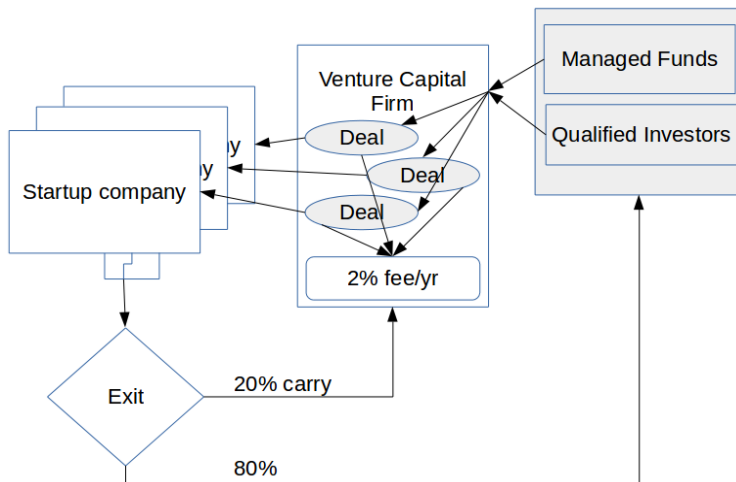 Managed Funds
Qualified Investors
Venture Capital
Firm
Deal
Deal
Deal
2% fee/yr
Startup company
Exit
20% carry
80%